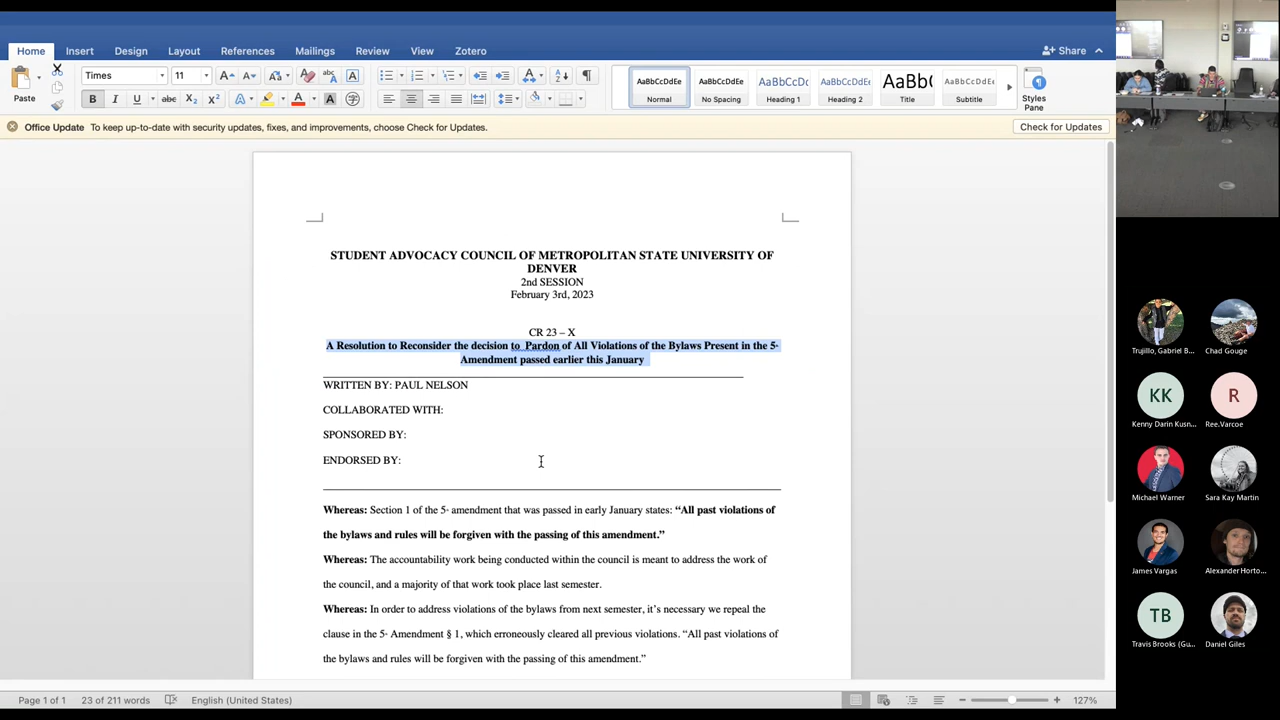 Home Insert Design Layout References Mailings Review View Zotero Share
Times 11
Paste
AaBbCcDdEe AaBbCcDdEe AaBbCcDc AaBbCcDdE AaBb( AaBbCcDdE
Normal No Spacing Heading 1 Heading 2 Title Subtitle Styles Pane
Office Update To keep up-to-date with security updates, fixes, and improvements, choose Check for Updates. Check for Updates
STUDENT ADVOCACY COUNCIL OF METROPOLITAN STATE UNIVERSITY OF
DENVER
2nd SESSION
February 3rd, 2023
CR 23 – X
A Resolution to Reconsider the decision to Pardon of All Violations of the Bylaws Present in the 5-
Amendment passed earlier this January
WRITTEN BY: PAUL NELSON
COLLABORATED WITH:
SPONSORED BY:
ENDORSED BY:
Whereas: Section 1 of the 5- amendment that was passed in early January states: “All past violations of
the bylaws and rules will be forgiven with the passing of this amendment.”
Whereas: The accountability work being conducted within the council is meant to address the work of
the council, and a majority of that work took place last semester.
Whereas: In order to address violations of the bylaws from next semester, it’s necessary we repeal the
clause in the 5- Amendment § 1, which erroneously cleared all previous violations. “All past violations of
the bylaws and rules will be forgiven with the passing of this amendment.”
Page 1 of 1 23 of 211 words English (United States) 127%
Trujillo, Gabriel B... Chad Gouge
KK R
Kenny Darin Kusn... Ree.Varcoe
Michael Warner Sara Kay Martin
James Vargas Alexander Horto...
TB
Travis Brooks (Gu... Daniel Giles